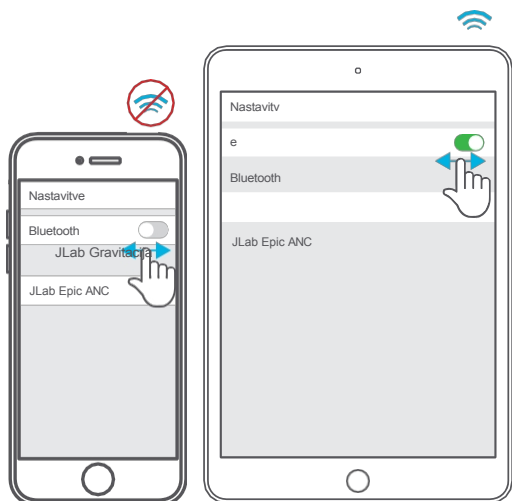 Nastavitve
Bluetooth
JLab Gravitacija
JLab Epic ANC
Nastavitv
e
Bluetooth
JLab Epic ANC